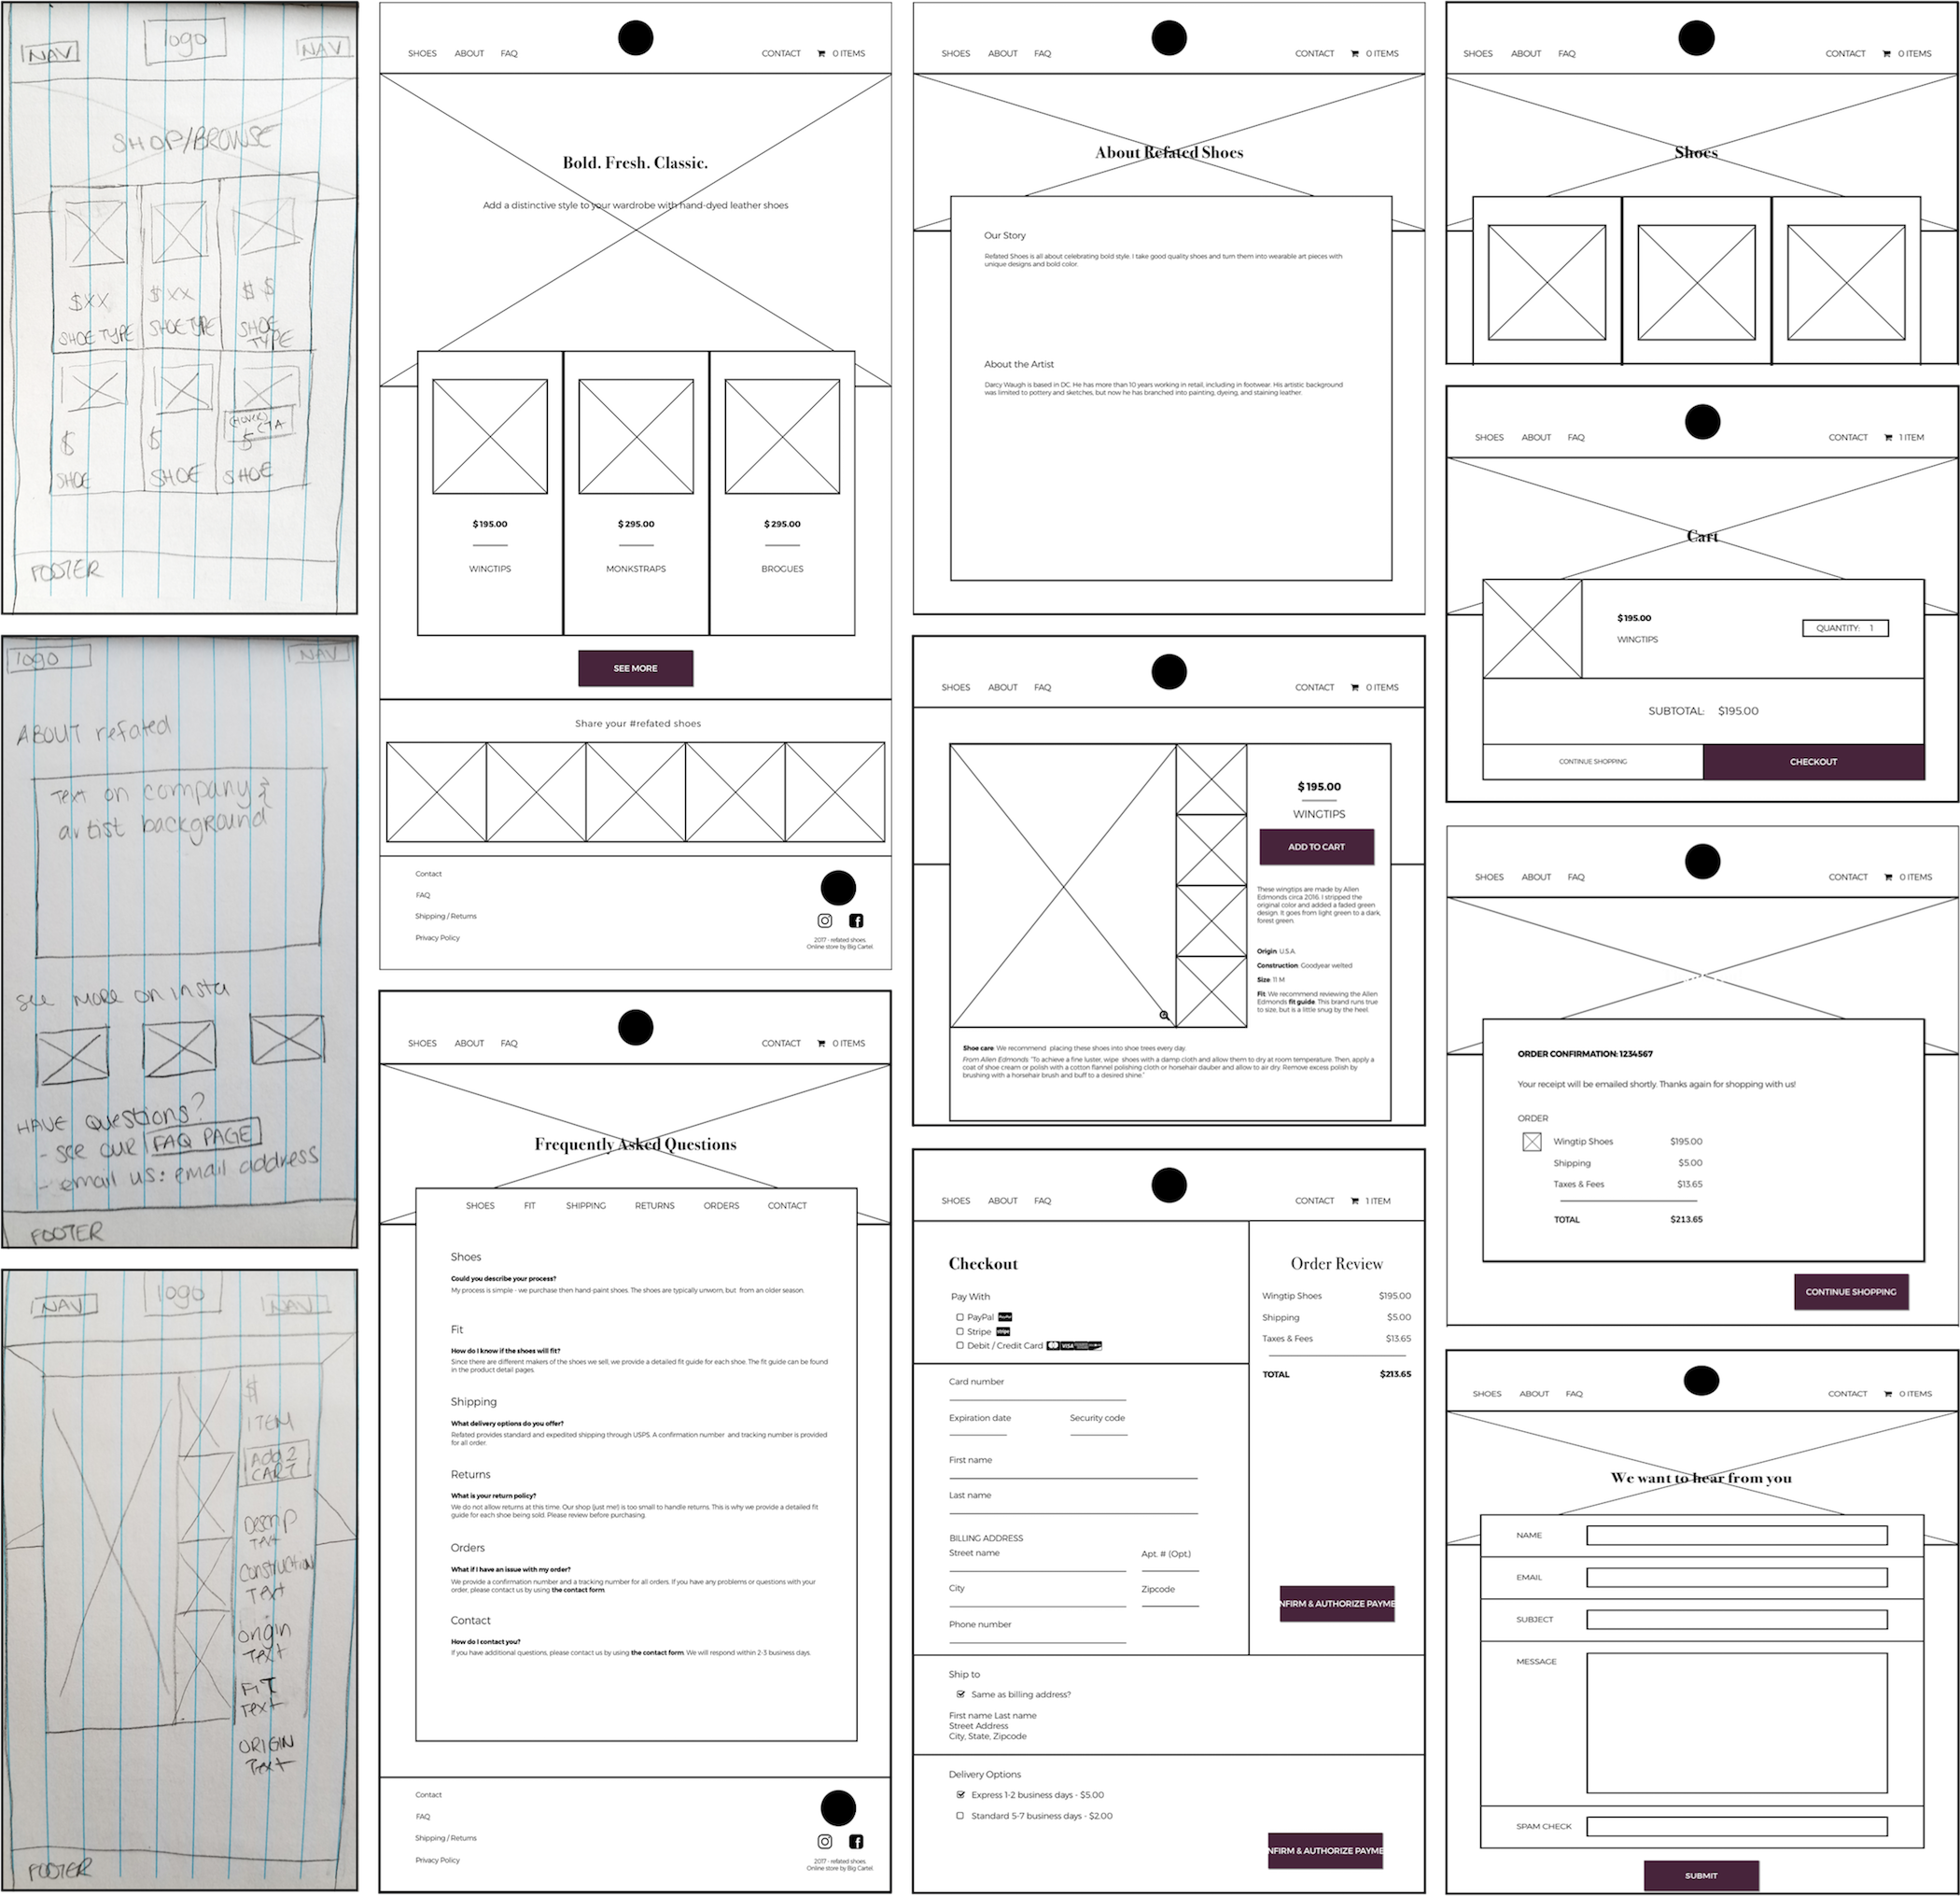 logo
NAV
NAV
SHOP/BROWSE
$XX
$XX
$ $
SHOE TYPE
SHOE TYPE
SHOE
TYPE
(HOVER)
CTA
$
$
$
SHOE
SHOE
SHOE
FOOTER
logo
NAV
ABOUT refated
Text on company &
artist background
see more on insta
HAVE questions?
- see our FAQ PAGE
- email us: email address
FOOTER
NAV
logo
NAV
$
ITEM
Add 2
CART
Descrip
Text
Construction
Text
Origin
Text
FIT
Text
ORIGIN
Text
FOOTER
SHOES ABOUT FAQ CONTACT 0 ITEMS
Bold. Fresh. Classic.
Add a distinctive style to your wardrobe with hand-dyed leather shoes
$195.00 $295.00 $295.00
WINGTIPS MONKSTRAPS BROGUES
SEE MORE
Share your #refated shoes
Contact
FAQ
Shipping / Returns
Privacy Policy
2017 - refated shoes
Online store by Big Cartel
SHOES ABOUT FAQ CONTACT 0 ITEMS
Frequently Asked Questions
SHOES FIT SHIPPING RETURNS ORDERS CONTACT
Shoes
Could you describe your process?
My process is simple - we purchase then hand-paint shoes. The shoes are typically unworn, but from an older season.
Fit
How do I know if the shoes will fit?
Since there are different makers of the shoes we sell, we provide a detailed fit guide for each shoe. The fit guide can be found
in the product detail pages.
Shipping
What delivery options do you offer?
Refated provides standard and expedited shipping through USPS. A confirmation number and tracking number is provided
for all order.
Returns
What is your return policy?
We do not allow returns at this time. Our shop (just me!) is too small to handle returns. This is why we provide a detailed fit
guide for each shoe being sold. Please review before purchasing.
Orders
What if I have an issue with my order?
We provide a confirmation number and a tracking number for all orders. If you have any problems or questions with your
order, please contact us by using the contact form.
Contact
How do I contact you?
If you have additional questions, please contact us by using the contact form. We will respond within 2-3 business days.
Contact
FAQ
Shipping / Returns
Privacy Policy
2017 - refated shoes
Online store by Big Cartel
SHOES ABOUT FAQ CONTACT 0 ITEMS
About Refated Shoes
Our Story
Refated Shoes is all about celebrating bold style. I take good quality shoes and turn them into wearable art pieces with
unique designs and bold color.
About the Artist
Darcy Waugh is based in DC. He has more than 10 years working in retail, including in footwear. His artistic background
was limited to pottery and sketches, but now he has branched into painting, dyeing, and staining leather.
SHOES ABOUT FAQ CONTACT 0 ITEMS
$195.00
WINGTIPS
ADD TO CART
These wingtips are made by Allen
Edmonds circa 2016. I stripped the
original color and added a faded green
design. It goes from light green to a dark,
forest green.
Origin: U.S.A.
Construction: Goodyear welted
Size: 11 M
Fit: We recommend reviewing the Allen
Edmonds fit guide. This brand runs true
to size, but is a little snug by the heel.
Shoe care: We recommend placing these shoes into shoe trees every day.
From Allen Edmonds: "To achieve a fine luster, wipe shoes with a damp cloth and allow them to dry at room temperature. Then, apply a
coat of shoe cream or polish with a cotton flannel polishing cloth or horsehair dauber and allow to air dry. Remove excess polish by
brushing with a horsehair brush and buff to a desired shine."
SHOES ABOUT FAQ CONTACT 1 ITEM
Checkout
Pay With
PayPal
Stripe
Debit / Credit Card
Card number
Expiration date Security code
First name
Last name
BILLING ADDRESS
Street name Apt. # (Opt.)
City Zipcode
Phone number
Order Review
Wingtip Shoes $195.00
Shipping $5.00
Taxes & Fees $13.65
TOTAL $213.65
NFIRM & AUTHORIZE PAYME
Ship to
Same as billing address?
First name Last name
Street Address
City, State, Zipcode
Delivery Options
Express 1-2 business days - $5.00
Standard 5-7 business days - $2.00
NFIRM & AUTHORIZE PAYME
SHOES ABOUT FAQ CONTACT 0 ITEMS
Shoes
SHOES ABOUT FAQ CONTACT 1 ITEM
Cart
$195.00
WINGTIPS
QUANTITY: 1
SUBTOTAL: $195.00
CONTINUE SHOPPING CHECKOUT
SHOES ABOUT FAQ CONTACT 0 ITEMS
ORDER CONFIRMATION: 1234567
Your receipt will be emailed shortly. Thanks again for shopping with us!
ORDER
Wingtip Shoes $195.00
Shipping $5.00
Taxes & Fees $13.65
TOTAL $213.65
CONTINUE SHOPPING
SHOES ABOUT FAQ CONTACT 0 ITEMS
We want to hear from you
NAME
EMAIL
SUBJECT
MESSAGE
SPAM CHECK
SUBMIT